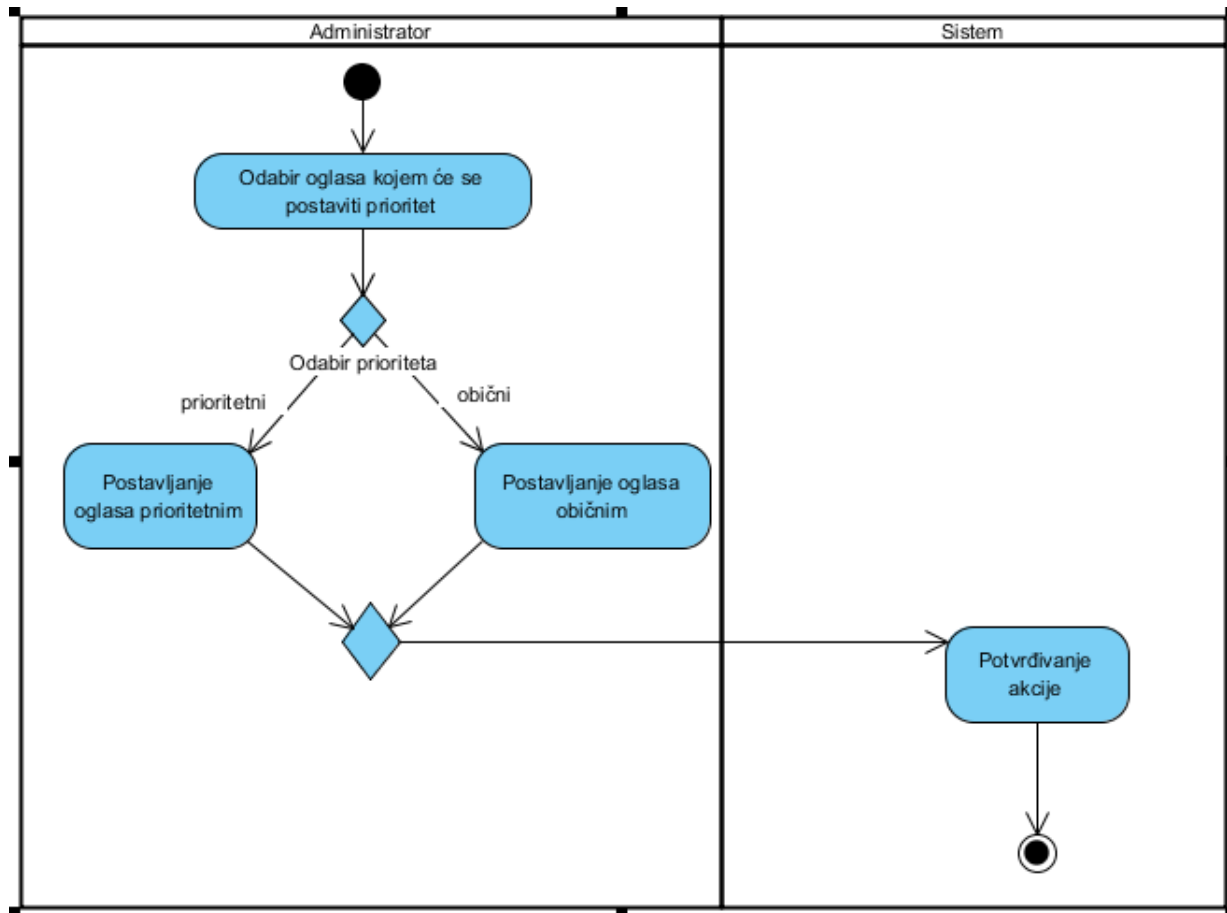 Administrator
Sistem
Odabir oglasa kojem će se
postaviti prioritet
Odabir prioriteta
prioritetni
obični
Postavljanje
oglasa prioritetnim
Postavljanje oglasa
običnim
Potvrđivanje
akcije